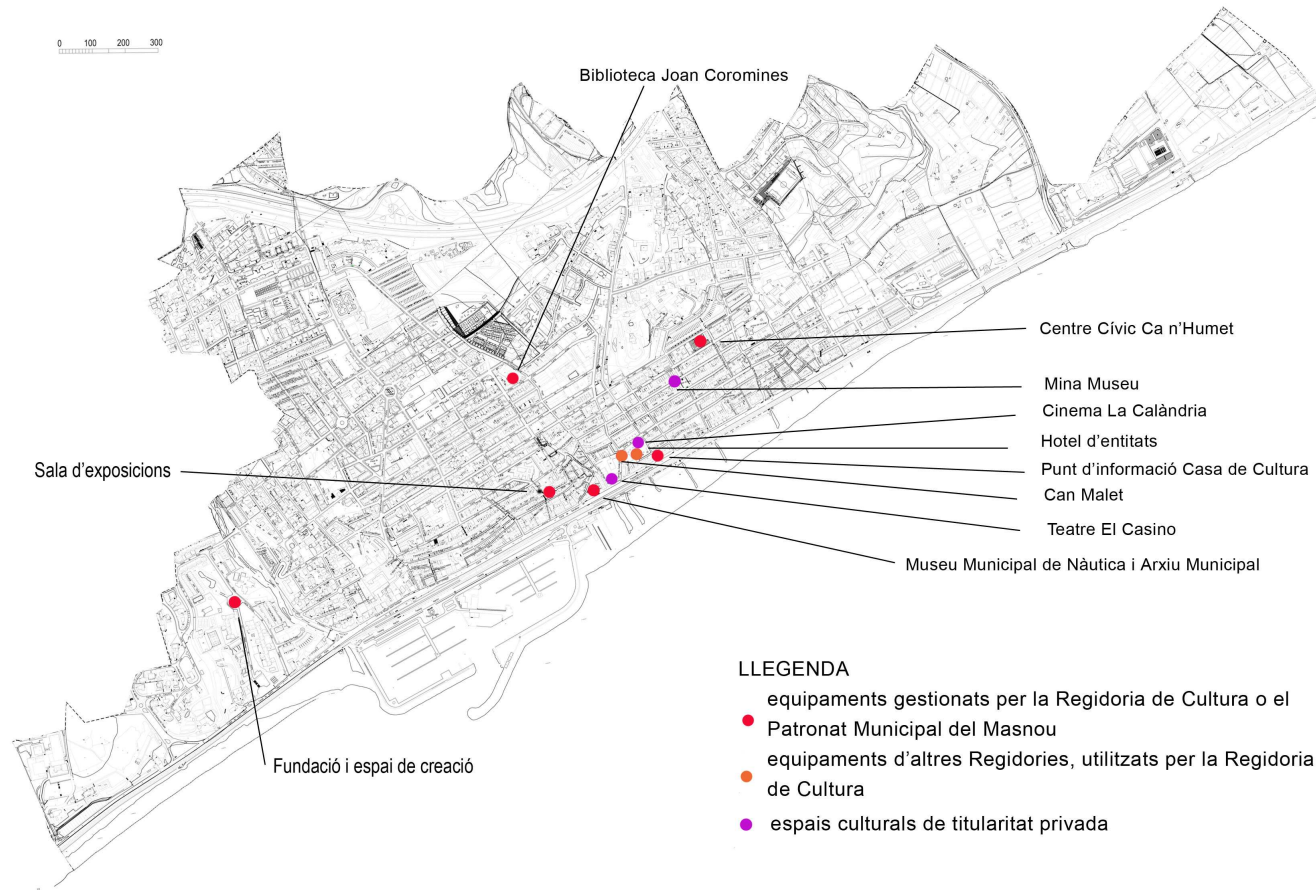 0 100 200 300
Biblioteca Joan Coromines
Centre Cívic Ca n'Humet
Mina Museu
Cinema La Calàndria
Hotel d'entitats
Punt d'informació Casa de Cultura
Can Malet
Teatre El Casino
Museu Municipal de Nàutica i Arxiu Municipal
Sala d'exposicions
Fundació i espai de creació
LLEGENDA
equipaments gestionats per la Regidoria de Cultura o el
Patronat Municipal del Masnou
equipaments d'altres Regidories, utilitzats per la Regidoria
de Cultura
espais culturals de titularitat privada